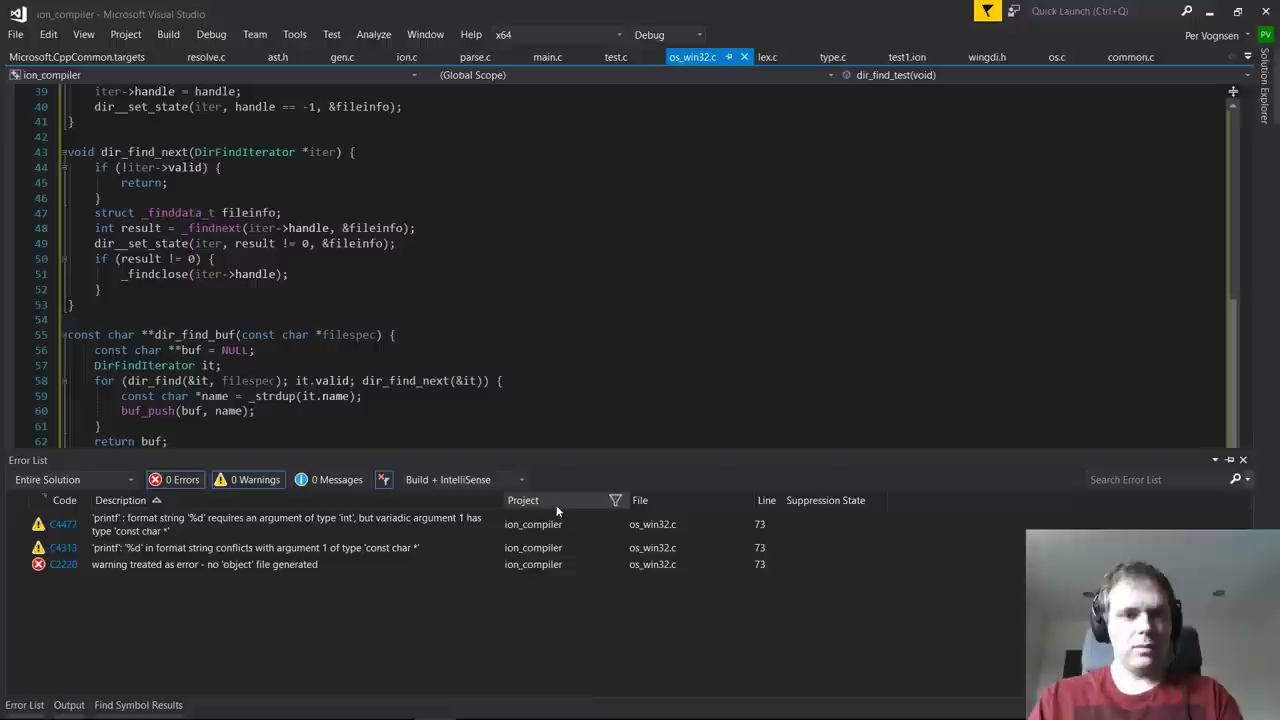 ion_compiler - Microsoft Visual Studio
Quick Launch (Ctrl+Q)
File Edit View Project Build Debug Team Tools Test Analyze Window Help x64 Debug Per Vognsen PV
Microsoft.CppCommon.targets resolve.c ast.h gen.c ion.c parse.c main.c test.c os_win32.c lex.c type.c test1.ion wingdi.h os.c common.c
ion_compiler (Global Scope) dir_find_test(void)
Solution Explorer
39 iter->handle = handle;
40 dir__set_state(iter, handle == -1, &fileinfo);
41 }
42
43 void dir_find_next(DirFindIterator *iter) {
44 if (!iter->valid) {
45 return;
46 }
47 struct _finddata_t fileinfo;
48 int result = _findnext(iter->handle, &fileinfo);
49 dir__set_state(iter, result != 0, &fileinfo);
50 if (result != 0) {
51 _findclose(iter->handle);
52 }
53 }
54
55 const char **dir_find_buf(const char *filespec) {
56 const char **buf = NULL;
57 DirFindIterator it;
58 for (dir_find(&it, filespec); it.valid; dir_find_next(&it)) {
59 const char *name = _strdup(it.name);
60 buf_push(buf, name);
61 }
62 return buf;
Error List
Entire Solution 0 Errors 0 Warnings 0 Messages Build + IntelliSense Search Error List
Code Description Project File Line Suppression State
C4477 'printf' : format string '%d' requires an argument of type 'int', but variadic argument 1 has type 'const char *' ion_compiler os_win32.c 73
C4313 'printf': '%d' in format string conflicts with argument 1 of type 'const char *' ion_compiler os_win32.c 73
C2220 warning treated as error - no 'object' file generated ion_compiler os_win32.c 73
Error List Output Find Symbol Results